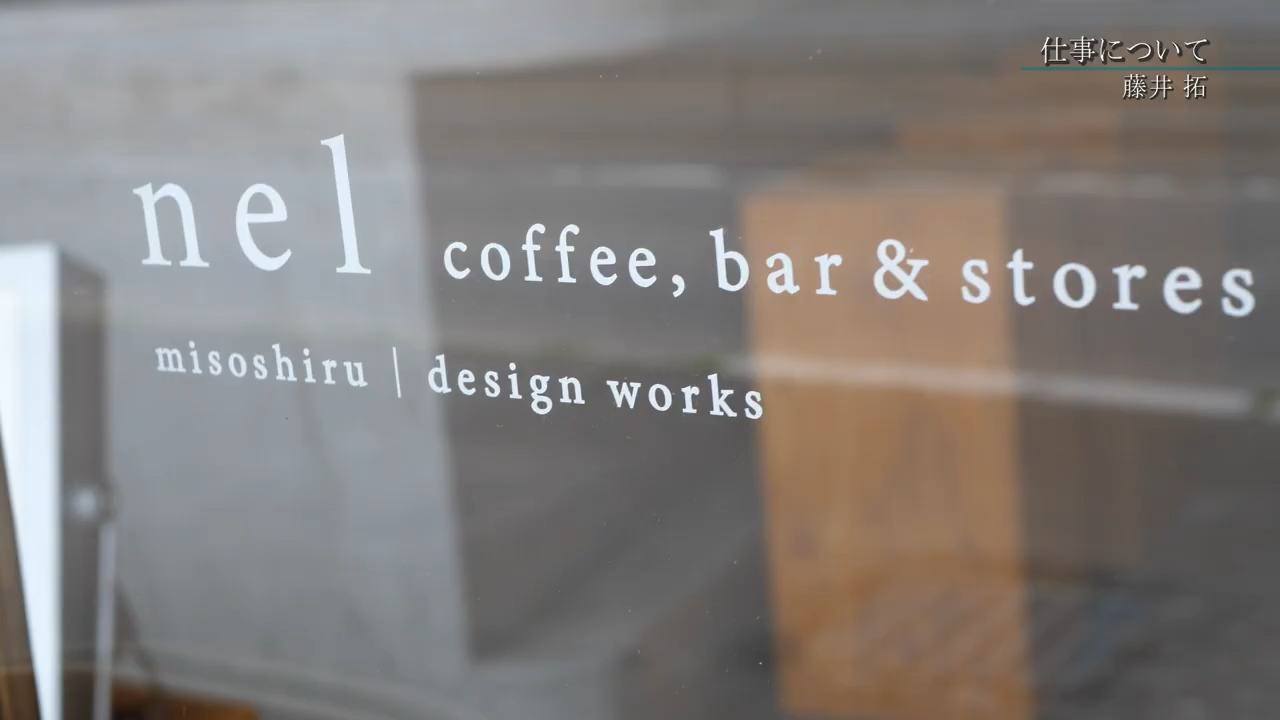 仕事について
藤井 拓
nel coffee, bar & stores
misoshiru | design works